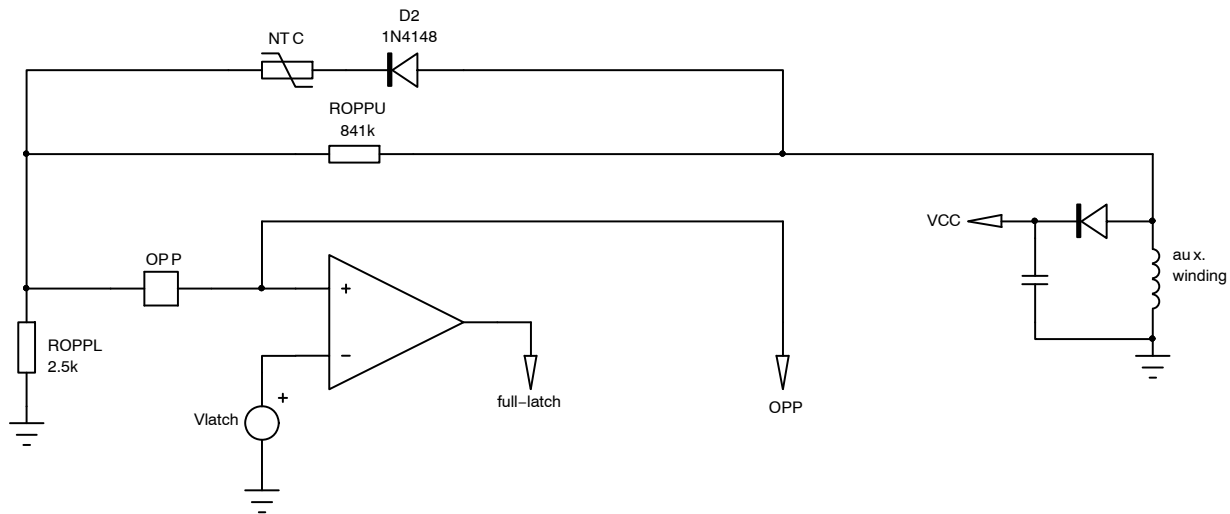 D2
1N4148
NTC
ROPPU
841k
VCC
aux.
winding
OPP
+
−
ROPPL
2.5k
Vlatch
+
full−latch
OPP